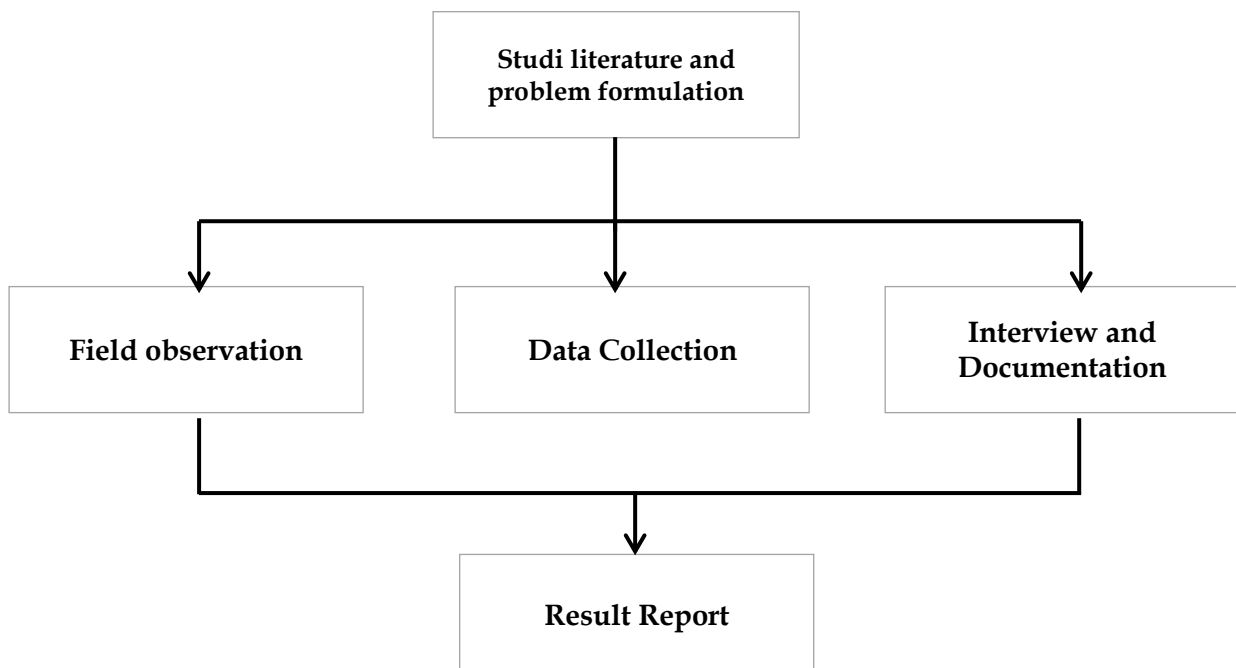 Studi literature and
problem formulation
Field observation
Data Collection
Interview and
Documentation
Result Report